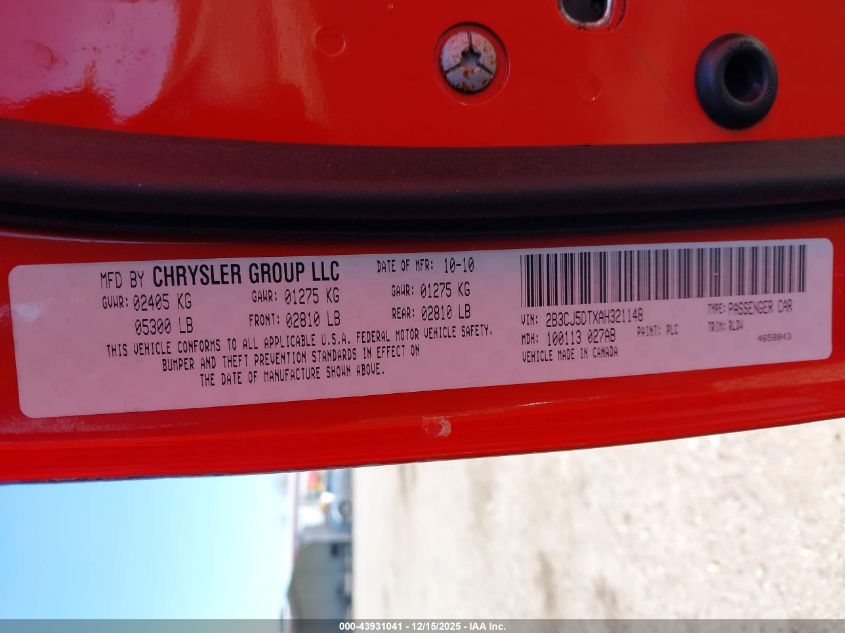 MFD BY CHRYSLER GROUP LLC DATE OF MFR: 10-10
GVWR: 02405 KG GAWR: 01275 KG GAWR: 01275 KG
05300 LB FRONT: 02810 LB REAR: 02810 LB
THIS VEHICLE CONFORMS TO ALL APPLICABLE U.S.A. FEDERAL MOTOR VEHICLE SAFETY,
BUMPER AND THEFT PREVENTION STANDARDS IN EFFECT ON
THE DATE OF MANUFACTURE SHOWN ABOVE.
VIN: 2B3CJ5DTXAH321148 TYPE: PASSENGER CAR
MDH: 100113 027AB PAINT: PLC TRIM: RLDV
VEHICLE MADE IN CANADA 4658843
000-43931041 - 12/15/2025 - IAA Inc.